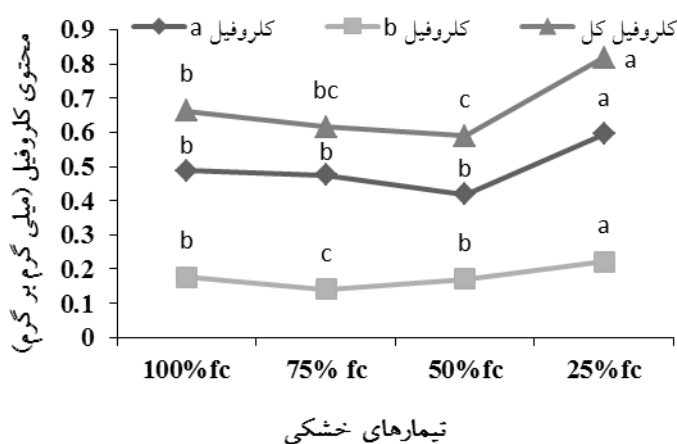 کلروفیل a کلروفیل b کلروفیل کل
محتوی کلروفیل (میلی گرم بر گرم)
0.9
0.8
0.7
0.6
0.5
0.4
0.3
0.2
0.1
0
b bc c a
b b b a
b c b a
100%fc 75% fc 50%fc 25%fc
تیمارهای خشکی